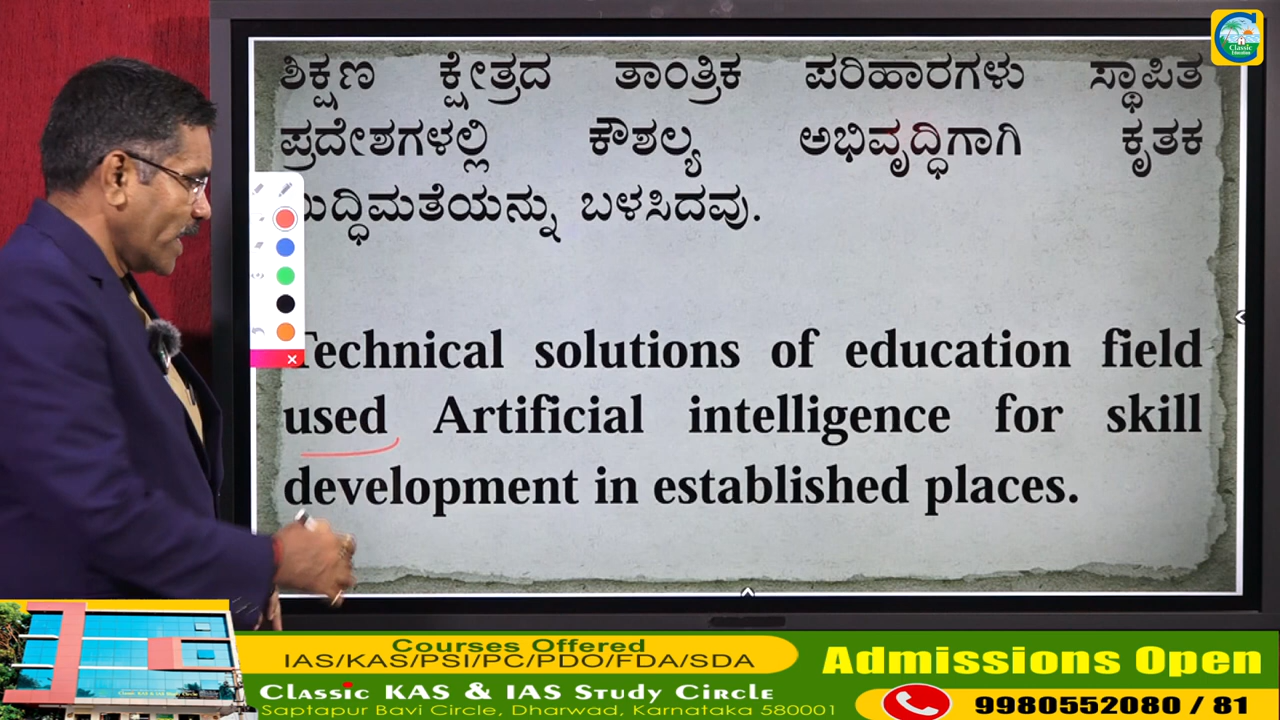 Classic
Education
ಶಿಕ್ಷಣ ಕ್ಷೇತ್ರದ ತಾಂತ್ರಿಕ ಪರಿಹಾರಗಳು ಸ್ಥಾಪಿತ
ಪ್ರದೇಶಗಳಲ್ಲಿ ಕೌಶಲ್ಯ ಅಭಿವೃದ್ಧಿಗಾಗಿ ಕೃತಕ
ಬುದ್ಧಿಮತೆಯನ್ನು ಬಳಸಿದವು.
Technical solutions of education field
used Artificial intelligence for skill
development in established places.
Courses Offered
IAS/KAS/PSI/PC/PDO/FDA/SDA
Classic KAS & IAS Study Circle
Saptapur Bavi Circle, Dharwad, Karnataka 580001
Admissions Open
9980552080 / 81